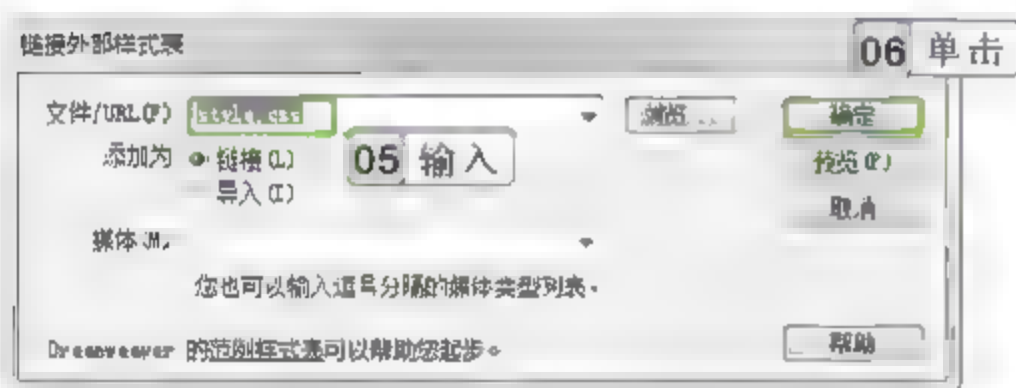 链接外部样式表
06 单击
文件/URL(F) style.css 浏览... 确定
添加为 链接(L) 05 输入 预览(P)
导入(I) 取消
媒体(M):
您也可以输入逗号分隔的媒体类型列表。
Dreamweaver 的范例样式表可以帮助您起步。 帮助